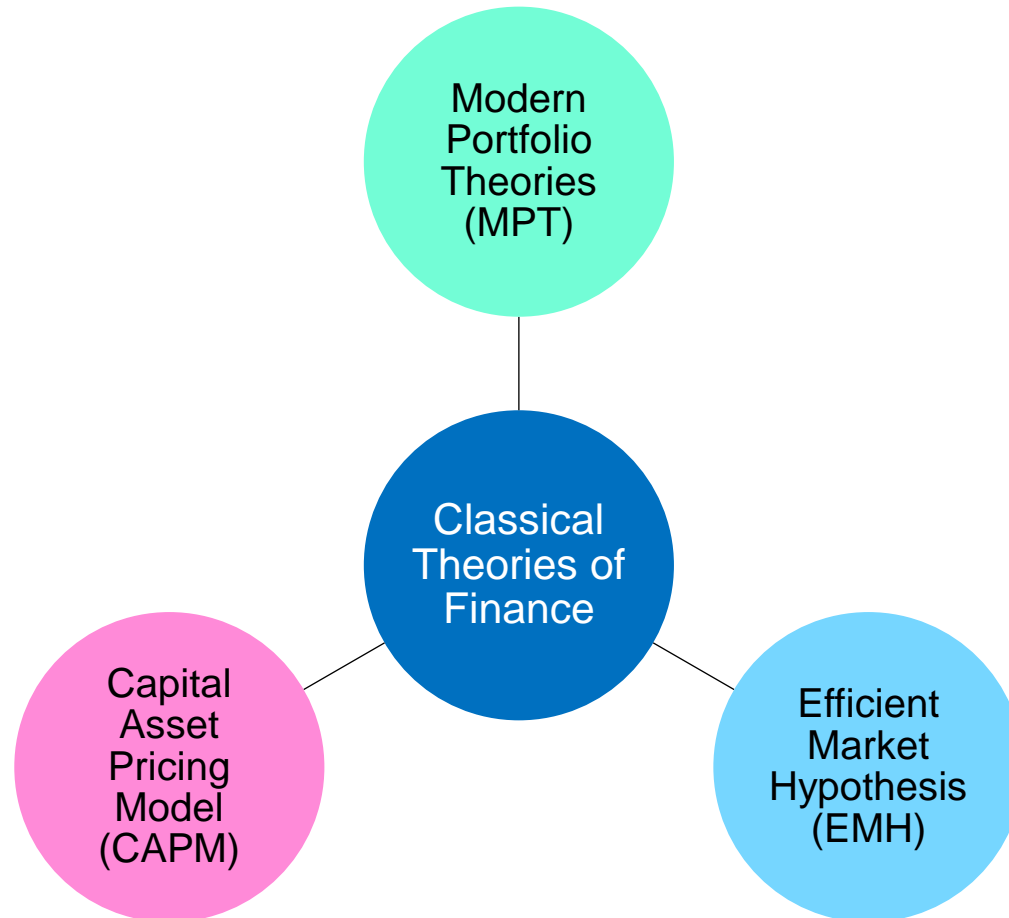 Modern
Portfolio
Theories
(MPT)
Classical
Theories of
Finance
Capital
Asset
Pricing
Model
(CAPM)
Efficient
Market
Hypothesis
(EMH)